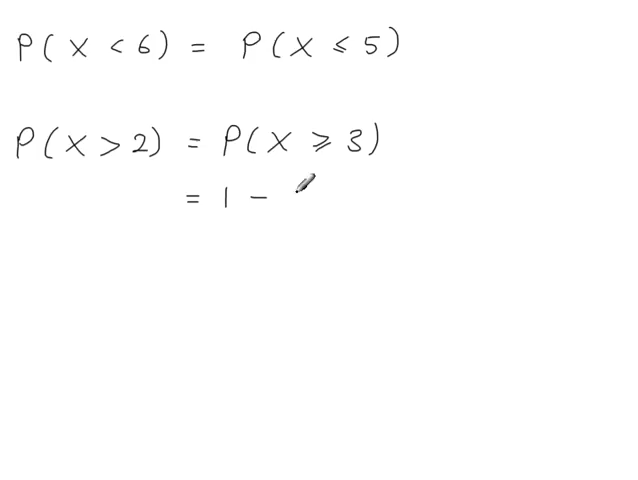 P(X < 6) = P(X ≤ 5)
P(X > 2) = P(X ≥ 3)
= 1 -